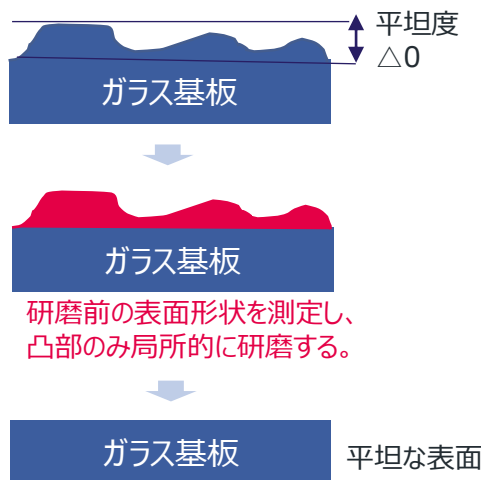 平坦度
△0
ガラス基板
ガラス基板
研磨前の表面形状を測定し、
凸部のみ局所的に研磨する。
ガラス基板
平坦な表面